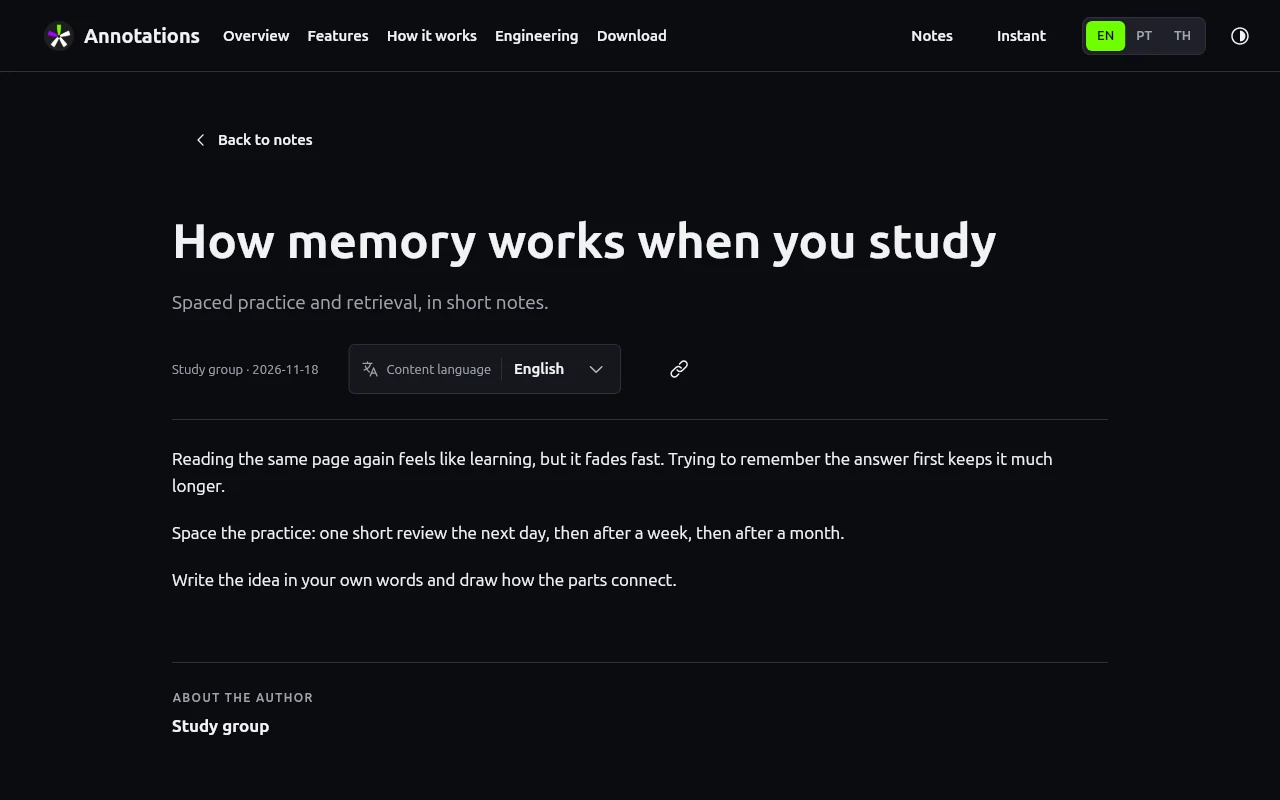 Annotations
Overview
Features
How it works
Engineering
Download
Notes
Instant
EN
PT
TH
Back to notes
How memory works when you study
Spaced practice and retrieval, in short notes.
Study group · 2026-11-18
Content language
English
Reading the same page again feels like learning, but it fades fast. Trying to remember the answer first keeps it much
longer.
Space the practice: one short review the next day, then after a week, then after a month.
Write the idea in your own words and draw how the parts connect.
ABOUT THE AUTHOR
Study group